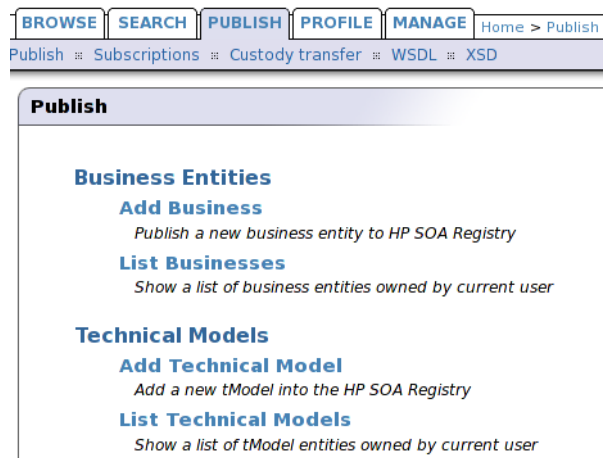 BROWSE SEARCH PUBLISH PROFILE MANAGE Home > Publish
Publish Subscriptions Custody transfer WSDL XSD
Publish
Business Entities
Add Business
Publish a new business entity to HP SOA Registry
List Businesses
Show a list of business entities owned by current user
Technical Models
Add Technical Model
Add a new tModel into the HP SOA Registry
List Technical Models
Show a list of tModel entities owned by current user